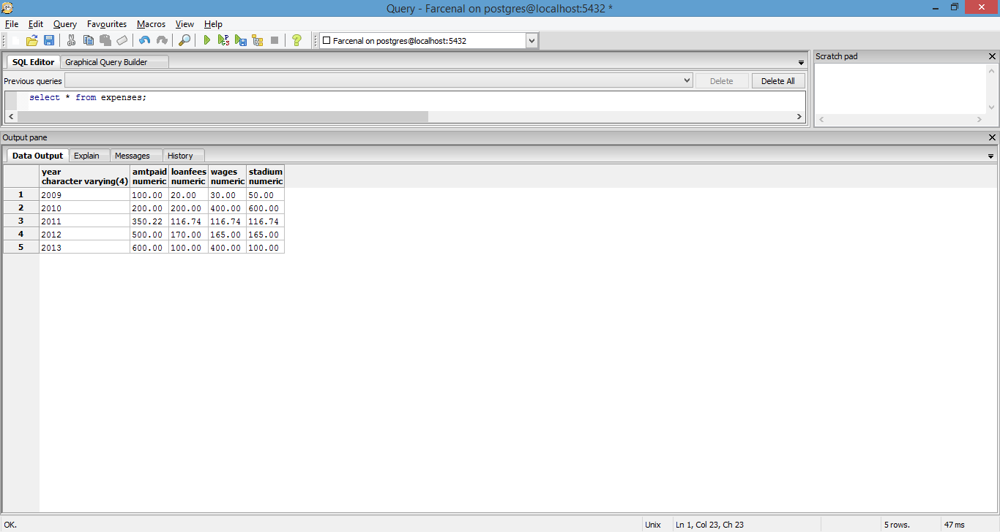 Query - Farcenal on postgres@localhost:5432 *
File Edit Query Favourites Macros View Help
Farcenal on postgres@localhost:5432
SQL Editor Graphical Query Builder
Scratch pad
Previous queries Delete Delete All
select * from expenses;
Output pane
Data Output Explain Messages History
year amtpaid loanfees wages stadium
character varying(4) numeric numeric numeric numeric
1 2009 100.00 20.00 30.00 50.00
2 2010 200.00 200.00 400.00 600.00
3 2011 350.22 116.74 116.74 116.74
4 2012 500.00 170.00 165.00 165.00
5 2013 600.00 100.00 400.00 100.00
OK. Unix Ln 1, Col 23, Ch 23 5 rows. 47 ms